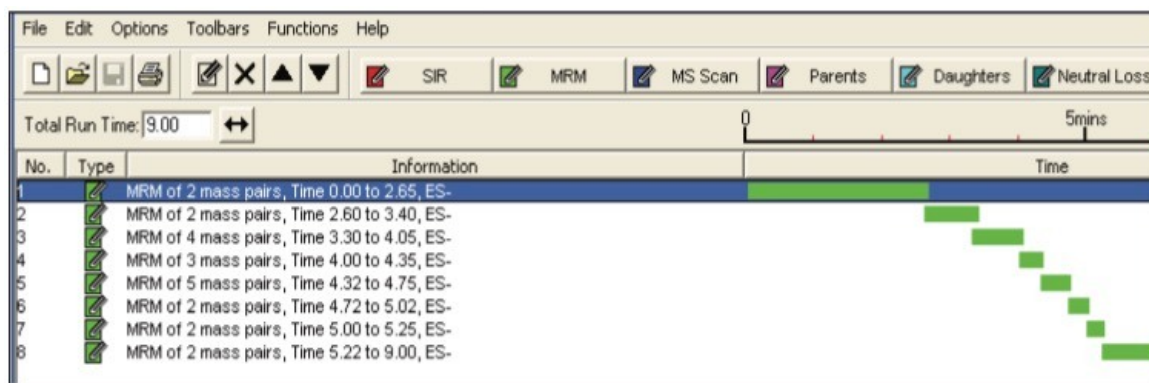 File Edit Options Toolbars Functions Help
SIR MRM MS Scan Parents Daughters Neutral Loss
Total Run Time: 9.00 0 5mins
No. Type Information Time
1 MRM of 2 mass pairs, Time 0.00 to 2.65, ES-
2 MRM of 2 mass pairs, Time 2.60 to 3.40, ES-
3 MRM of 4 mass pairs, Time 3.30 to 4.05, ES-
4 MRM of 3 mass pairs, Time 4.00 to 4.35, ES-
5 MRM of 5 mass pairs, Time 4.32 to 4.75, ES-
6 MRM of 2 mass pairs, Time 4.72 to 5.02, ES-
7 MRM of 2 mass pairs, Time 5.00 to 5.25, ES-
8 MRM of 2 mass pairs, Time 5.22 to 9.00, ES-